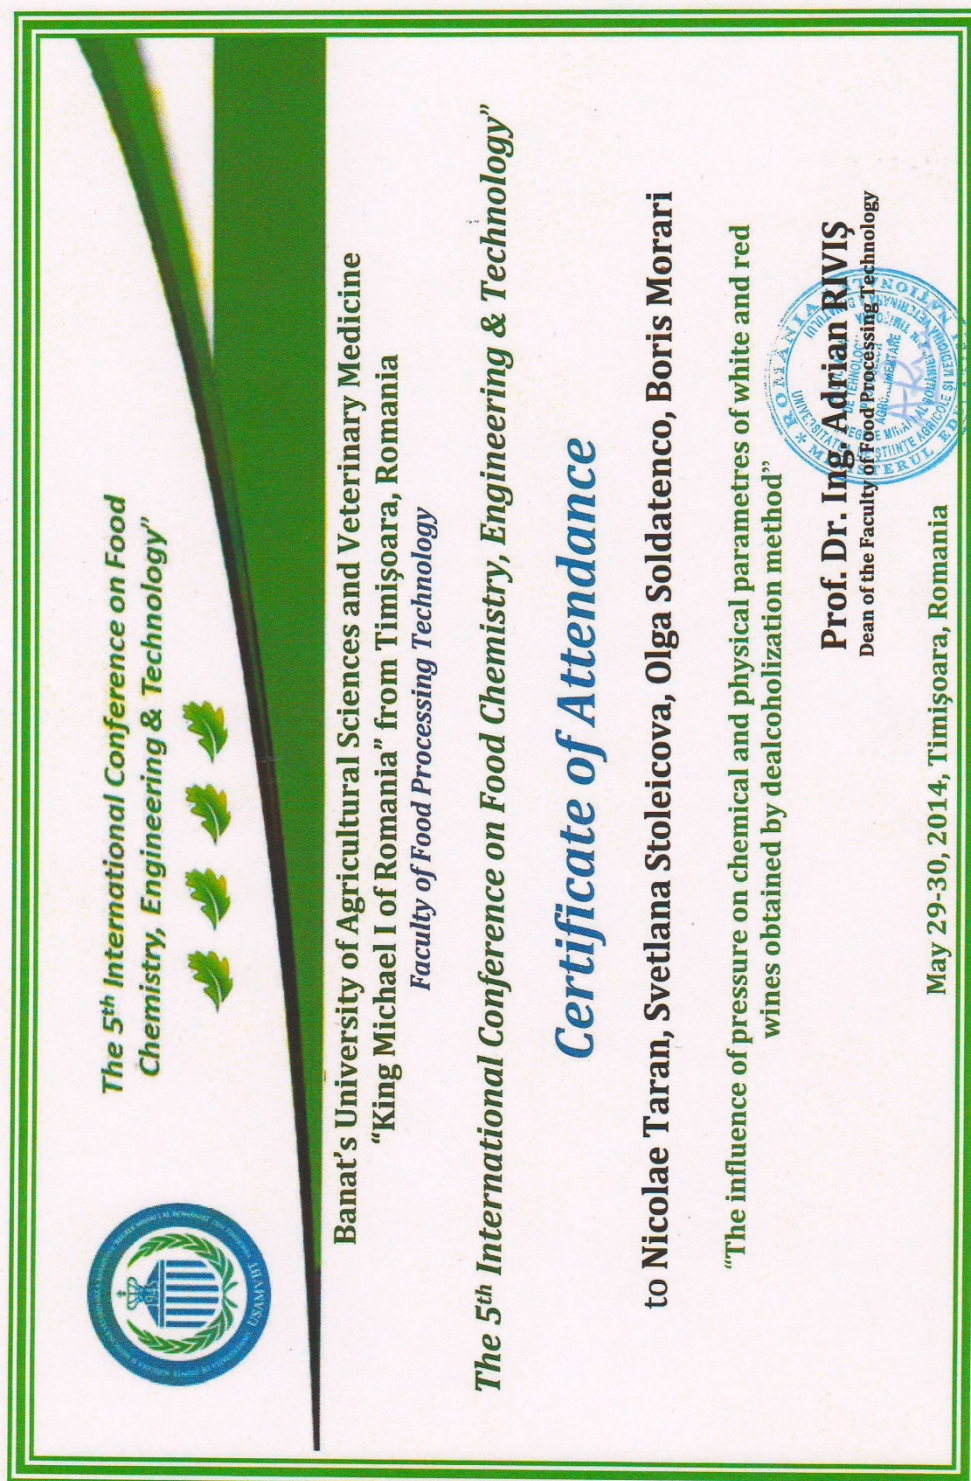 The 5th International Conference on Food
Chemistry, Engineering & Technology”
USAMVBT
Banat's University of Agricultural Sciences and Veterinary Medicine
“King Michael I of Romania” from Timişoara, Romania
Faculty of Food Processing Technology
The 5th International Conference on Food Chemistry, Engineering & Technology”
Certificate of Attendance
to Nicolae Taran, Svetlana Stoleicova, Olga Soldatenco, Boris Morari
“The influence of pressure on chemical and physical parametres of white and red
wines obtained by dealcoholization method”
Prof. Dr. Ing. Adrian RIVIŞ
Dean of the Faculty of Food Processing Technology
ROMANIA
May 29-30, 2014, Timişoara, Romania